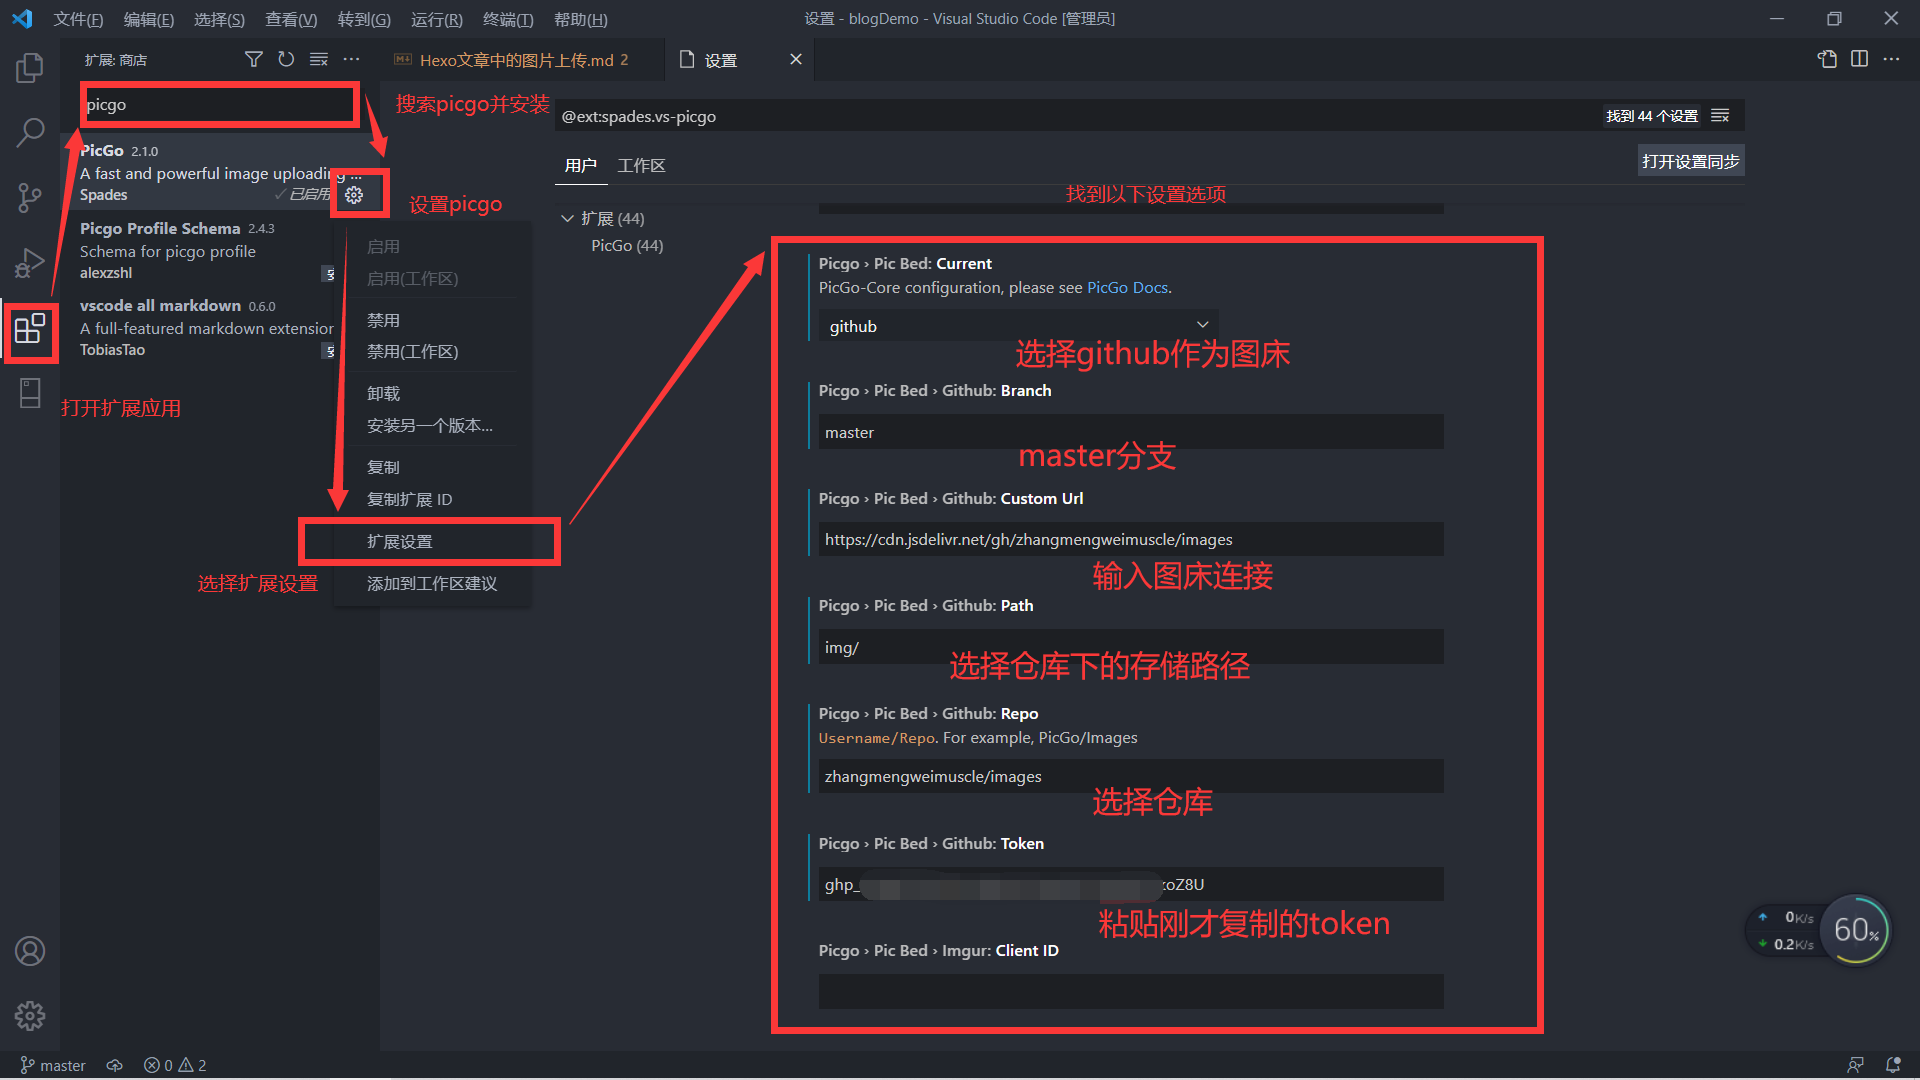 文件(F) 编辑(E) 选择(S) 查看(V) 转到(G) 运行(R) 终端(T) 帮助(H)
设置 - blogDemo - Visual Studio Code [管理员]
扩展: 商店
Hexo文章中的图片上传.md 2
设置
picgo
搜索picgo并安装
PicGo 2.1.0
A fast and powerful image uploading ...
Spades
已启用
设置picgo
Picgo Profile Schema 2.4.3
Schema for picgo profile
alexzshl
vscode all markdown 0.6.0
A full-featured markdown extension
TobiasTao
打开扩展应用
启用
启用(工作区)
禁用
禁用(工作区)
卸载
安装另一个版本...
复制
复制扩展 ID
扩展设置
选择扩展设置
添加到工作区建议
@ext:spades.vs-picgo
找到 44 个设置
用户 工作区
打开设置同步
找到以下设置选项
扩展 (44)
PicGo (44)
Picgo › Pic Bed: Current
PicGo-Core configuration, please see PicGo Docs.
github
选择github作为图床
Picgo › Pic Bed › Github: Branch
master
master分支
Picgo › Pic Bed › Github: Custom Url
https://cdn.jsdelivr.net/gh/zhangmengweimuscle/images
输入图床连接
Picgo › Pic Bed › Github: Path
img/
选择仓库下的存储路径
Picgo › Pic Bed › Github: Repo
Username/Repo. For example, PicGo/Images
zhangmengweimuscle/images
选择仓库
Picgo › Pic Bed › Github: Token
ghp_ zoZ8U
粘贴刚才复制的token
Picgo › Pic Bed › Imgur: Client ID
0K/s
0.2K/s
60%
master
0 2